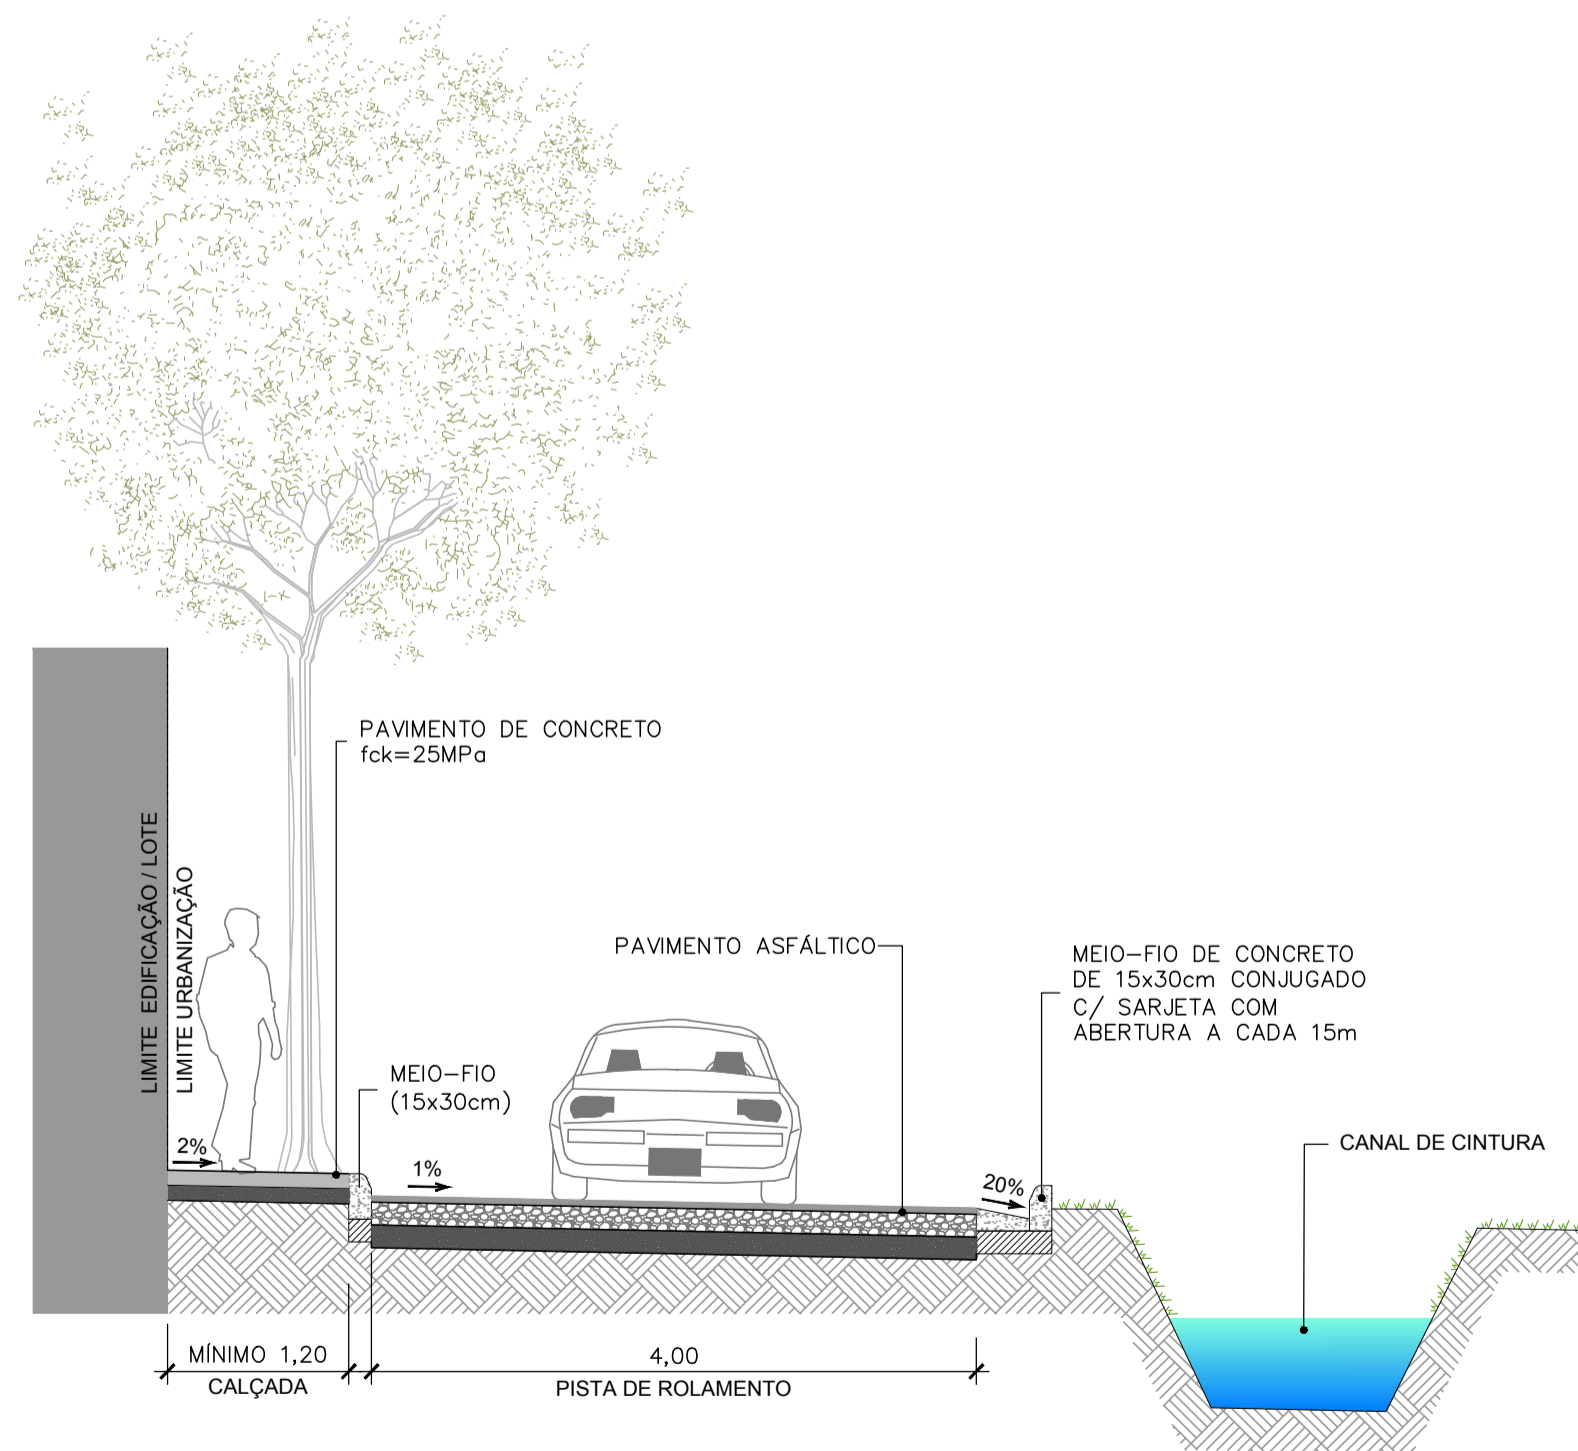 PAVIMENTO DE CONCRETO
fck=25MPa
LIMITE EDIFICAÇÃO / LOTE
LIMITE URBANIZAÇÃO
PAVIMENTO ASFÁLTICO
MEIO-FIO DE CONCRETO
DE 15x30cm CONJUGADO
C/ SARJETA COM
ABERTURA A CADA 15m
MEIO-FIO
(15x30cm)
2%
1%
20%
CANAL DE CINTURA
MÍNIMO 1,20
CALÇADA
4,00
PISTA DE ROLAMENTO